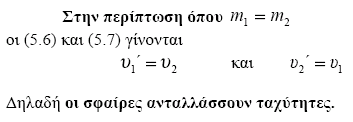 Στην περίπτωση όπου m₁ = m₂
οι (5.6) και (5.7) γίνονται
υ₁′ = υ₂ και υ₂′ = υ₁
Δηλαδή οι σφαίρες ανταλλάσσουν ταχύτητες.